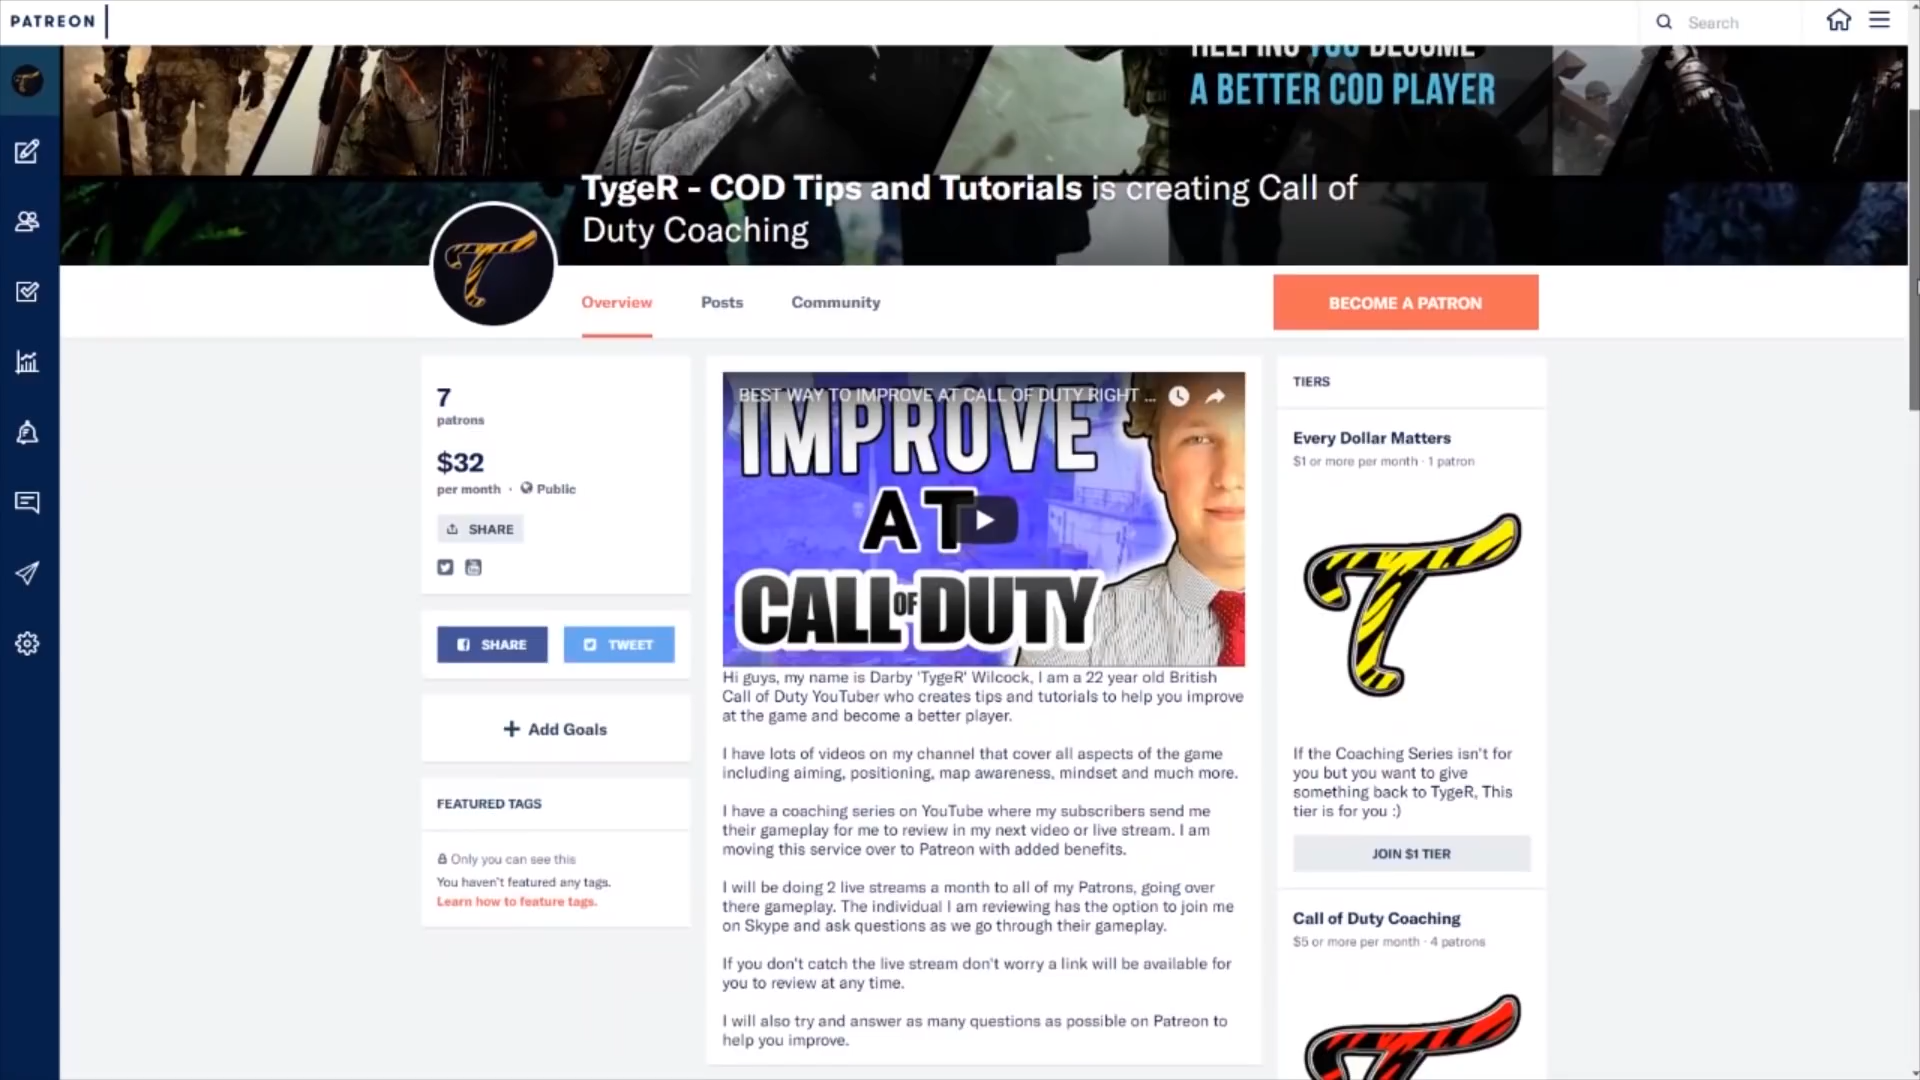 PATREON
Search
HELPING YOU BECOME
A BETTER COD PLAYER
TygeR - COD Tips and Tutorials is creating Call of
Duty Coaching
Overview
Posts
Community
BECOME A PATRON
7
patrons
$32
per month · Public
SHARE
SHARE
TWEET
Add Goals
FEATURED TAGS
Only you can see this
You haven't featured any tags.
Learn how to feature tags.
BEST WAY TO IMPROVE AT CALL OF DUTY RIGHT ...
IMPROVE
AT
CALL OF DUTY
Hi guys, my name is Darby 'TygeR' Wilcock, I am a 22 year old British
Call of Duty YouTuber who creates tips and tutorials to help you improve
at the game and become a better player.
I have lots of videos on my channel that cover all aspects of the game
including aiming, positioning, map awareness, mindset and much more.
I have a coaching series on YouTube where my subscribers send me
their gameplay for me to review in my next video or live stream. I am
moving this service over to Patreon with added benefits.
I will be doing 2 live streams a month to all of my Patrons, going over
there gameplay. The individual I am reviewing has the option to join me
on Skype and ask questions as we go through their gameplay.
If you don't catch the live stream don't worry a link will be available for
you to review at any time.
I will also try and answer as many questions as possible on Patreon to
help you improve.
TIERS
Every Dollar Matters
$1 or more per month · 1 patron
T
If the Coaching Series isn't for
you but you want to give
something back to TygeR, This
tier is for you :)
JOIN $1 TIER
Call of Duty Coaching
$5 or more per month · 4 patrons